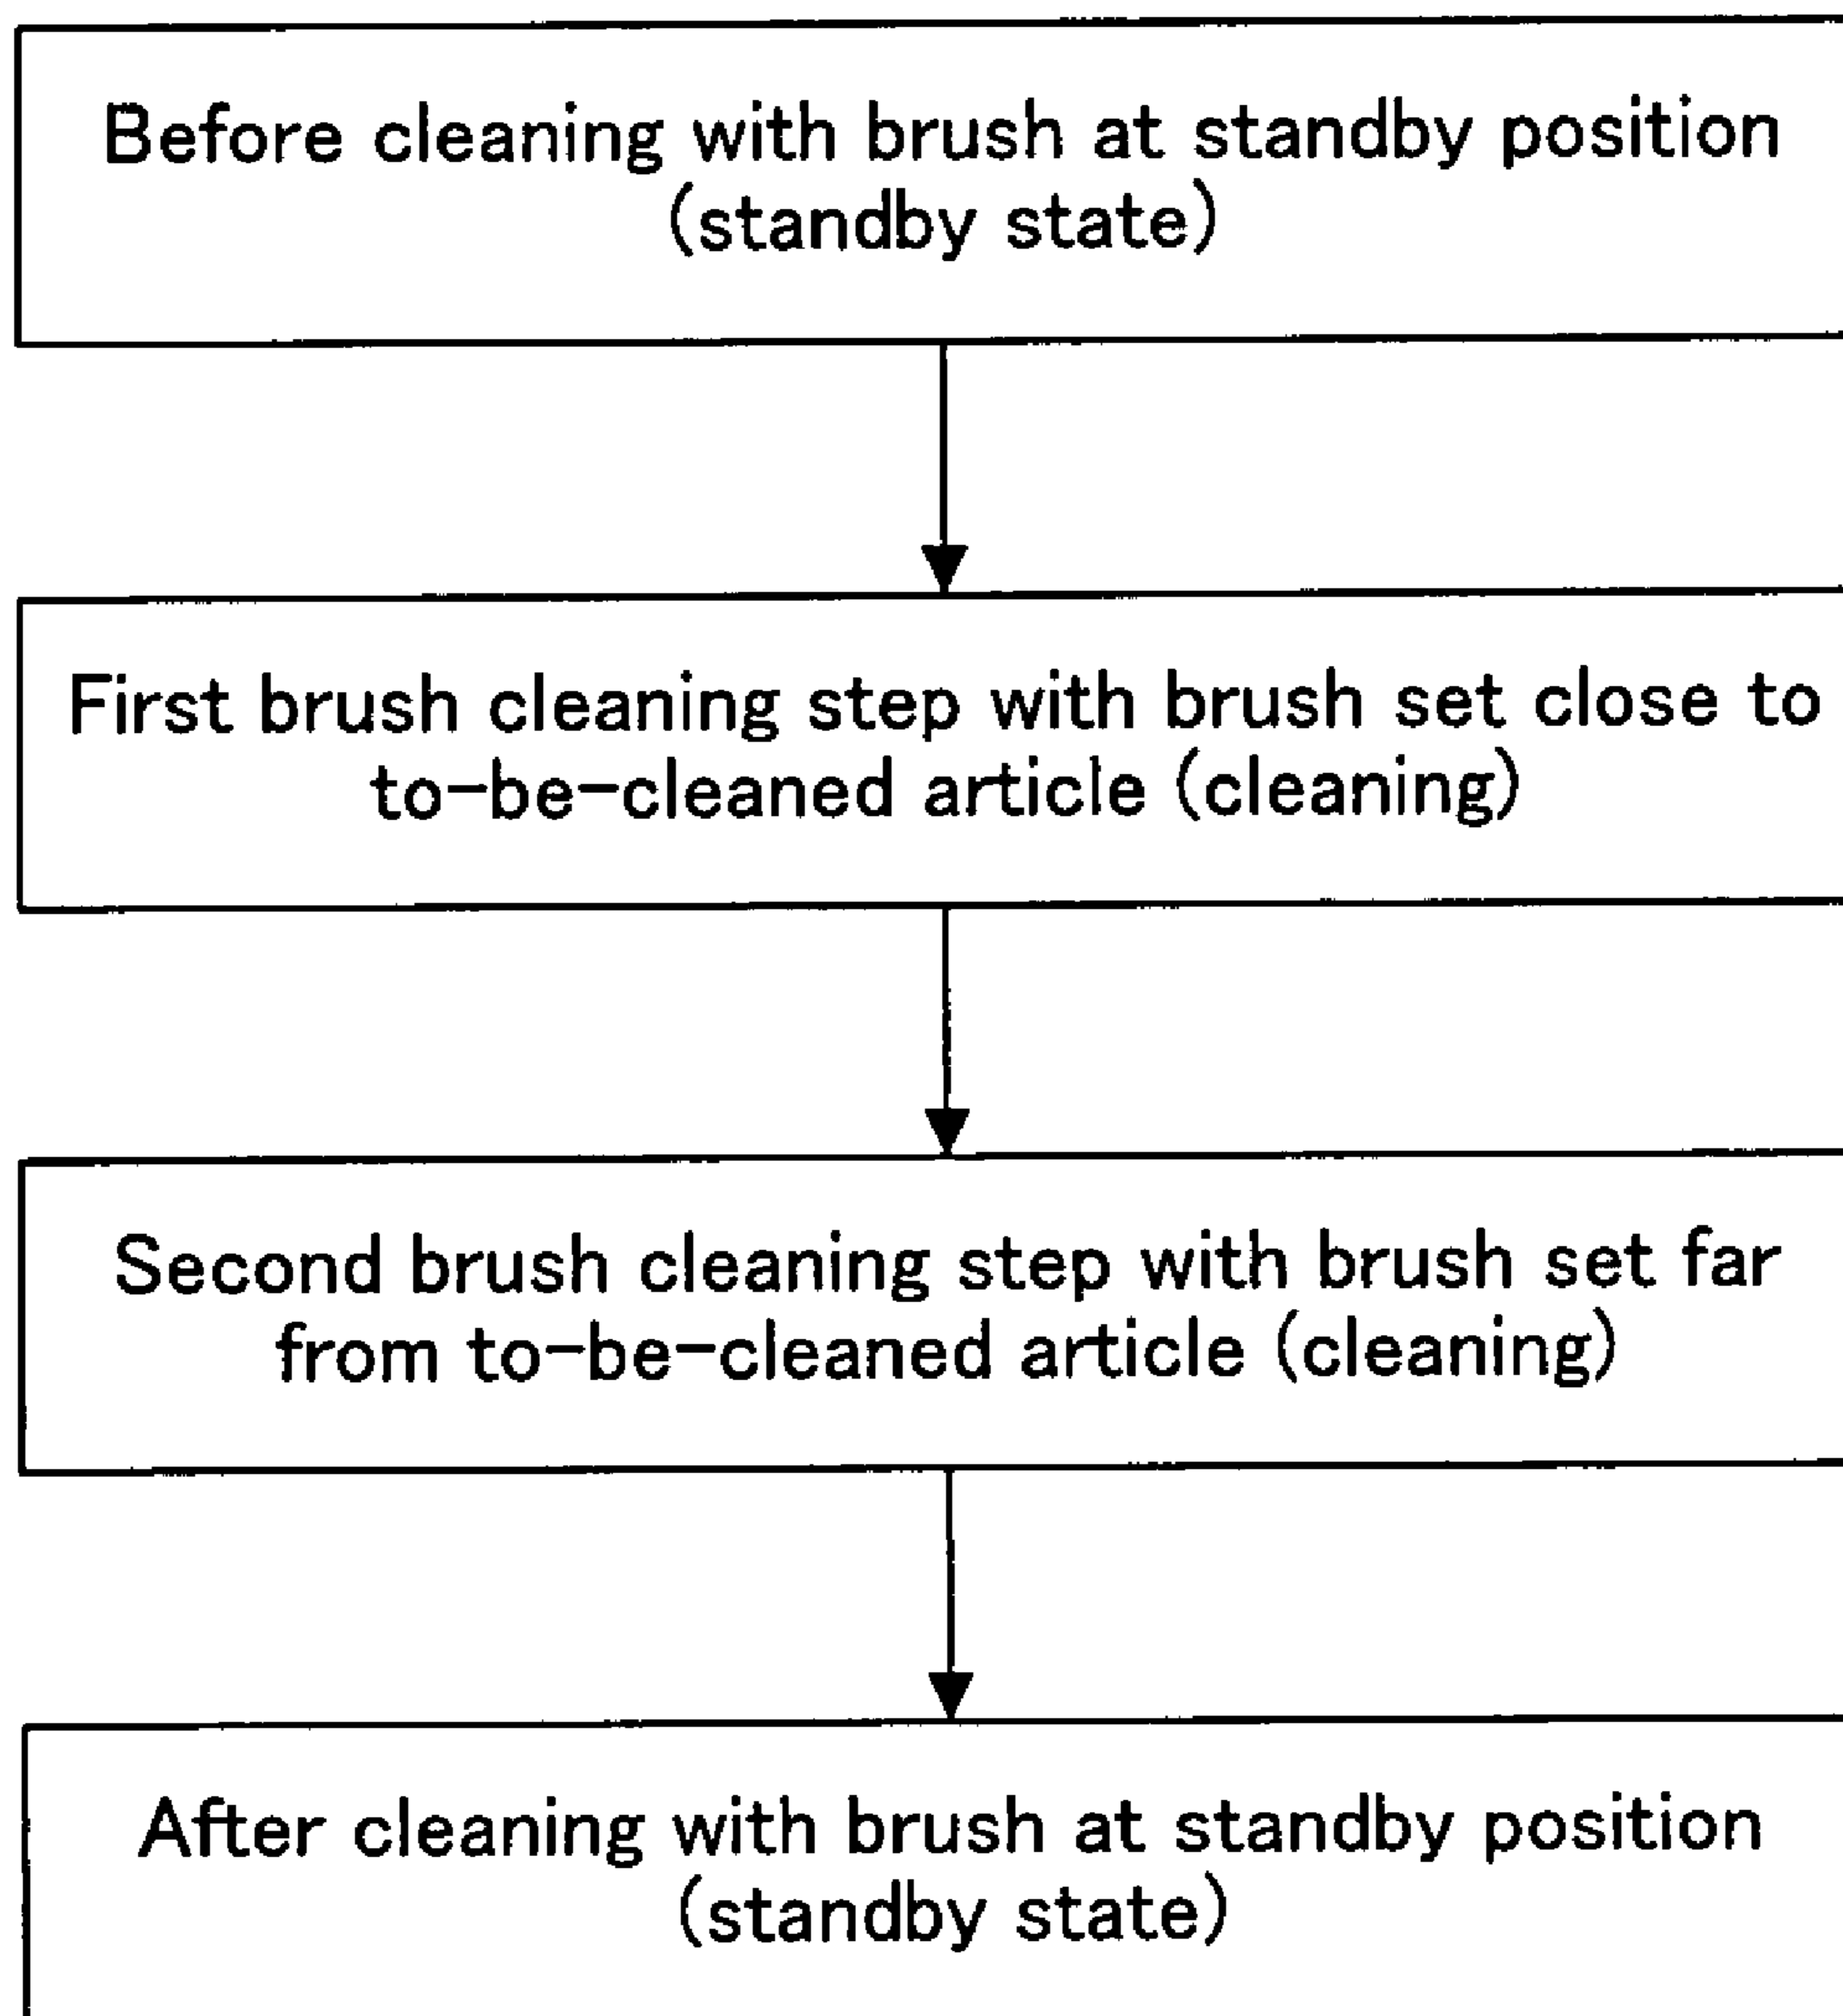 Before cleaning with brush at standby position
(standby state)
First brush cleaning step with brush set close to
to-be-cleaned article (cleaning)
Second brush cleaning step with brush set far
from to-be-cleaned article (cleaning)
After cleaning with brush at standby position
(standby state)